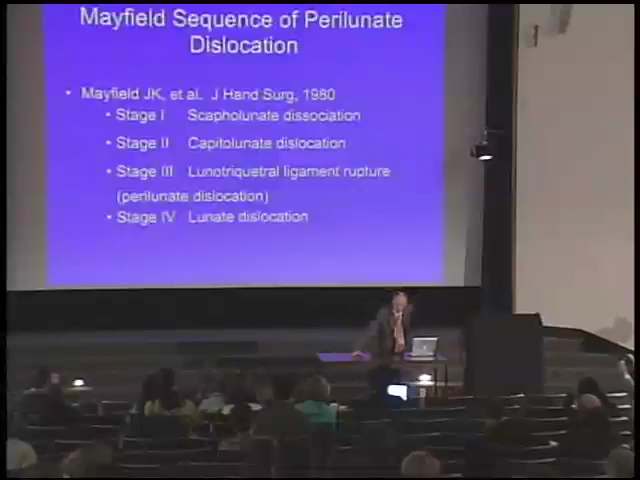 Mayfield Sequence of Perilunate
Dislocation
• Mayfield JK, et al. J Hand Surg, 1980
• Stage I Scapholunate dissociation
• Stage II Capitolunate dislocation
• Stage III Lunotriquetral ligament rupture
(perilunate dislocation)
• Stage IV Lunate dislocation